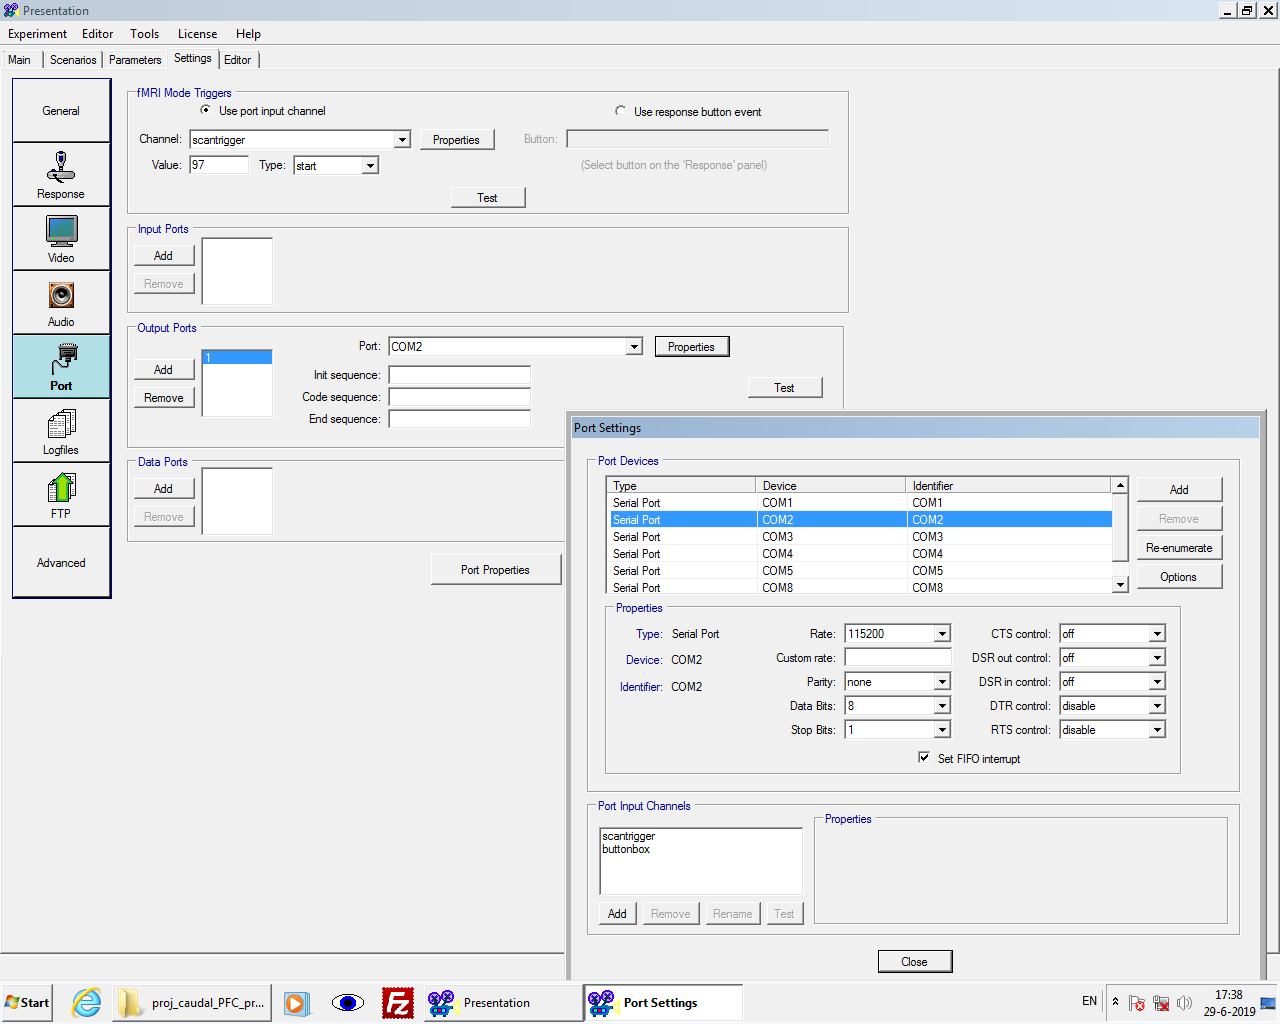 Presentation
Experiment Editor Tools License Help
Main Scenarios Parameters Settings Editor
General
Response
Video
Audio
Port
Logfiles
FTP
Advanced
fMRI Mode Triggers
Use port input channel
Use response button event
Channel: scantrigger Properties
Button:
Value: 97 Type: start
(Select button on the 'Response' panel)
Test
Input Ports
Add
Remove
Output Ports
Add
Remove
1
Port: COM2 Properties
Init sequence:
Code sequence:
End sequence:
Test
Data Ports
Add
Remove
Port Properties
Port Settings
Port Devices
Type Device Identifier
Serial Port COM1 COM1
Serial Port COM2 COM2
Serial Port COM3 COM3
Serial Port COM4 COM4
Serial Port COM5 COM5
Serial Port COM8 COM8
Add
Remove
Re-enumerate
Options
Properties
Type: Serial Port
Device: COM2
Identifier: COM2
Rate: 115200
Custom rate:
Parity: none
Data Bits: 8
Stop Bits: 1
CTS control: off
DSR out control: off
DSR in control: off
DTR control: disable
RTS control: disable
Set FIFO interrupt
Port Input Channels
scantrigger
buttonbox
Add Remove Rename Test
Properties
Close
Start
proj_caudal_PFC_pr...
Fz
Presentation
Port Settings
EN
17:38
29-6-2019